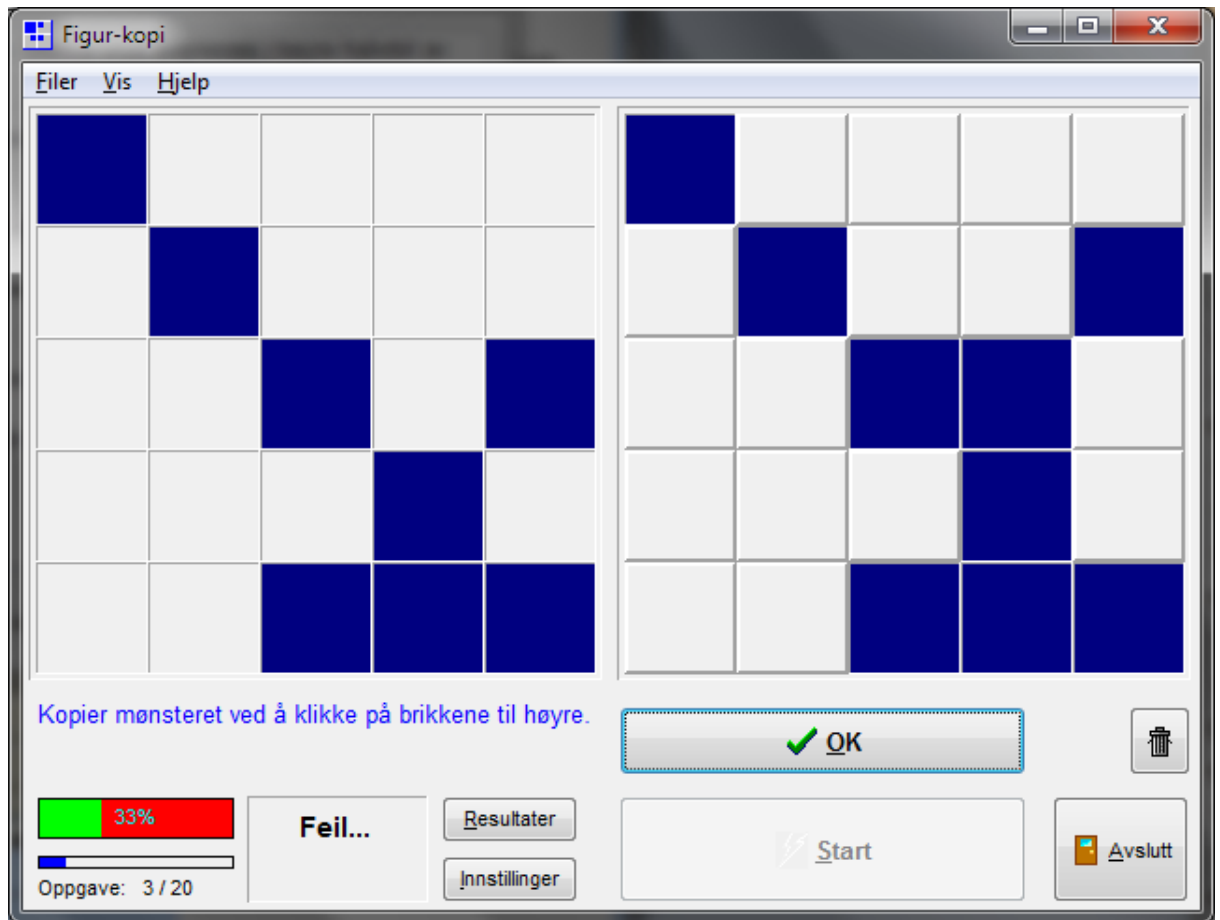 Figur-kopi
Filer Vis Hjelp
Kopier mønsteret ved å klikke på brikkene til høyre.
OK
33%
Feil...
Resultater
Start
Avslutt
Oppgave: 3 / 20
Innstillinger